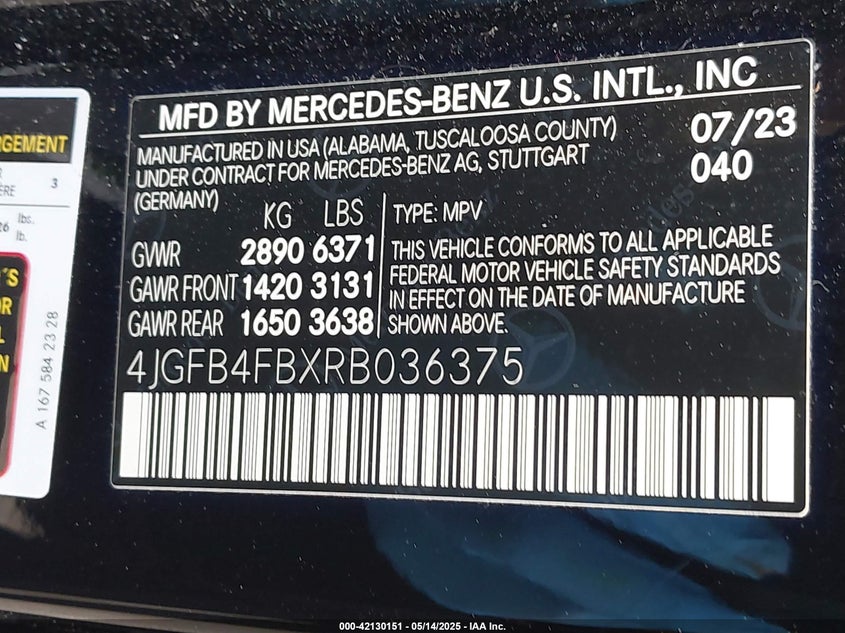 MFD BY MERCEDES-BENZ U.S. INTL., INC
MANUFACTURED IN USA (ALABAMA, TUSCALOOSA COUNTY)
UNDER CONTRACT FOR MERCEDES-BENZ AG, STUTTGART
(GERMANY)
07/23
040
KG LBS
GVWR 2890 6371
GAWR FRONT 1420 3131
GAWR REAR 1650 3638
TYPE: MPV
THIS VEHICLE CONFORMS TO ALL APPLICABLE
FEDERAL MOTOR VEHICLE SAFETY STANDARDS
IN EFFECT ON THE DATE OF MANUFACTURE
SHOWN ABOVE.
4JGFB4FBXRB036375
GEMENT
3
lbs.
lb.
A 167 584 23 28
000-42130151 - 05/14/2025 - IAA Inc.